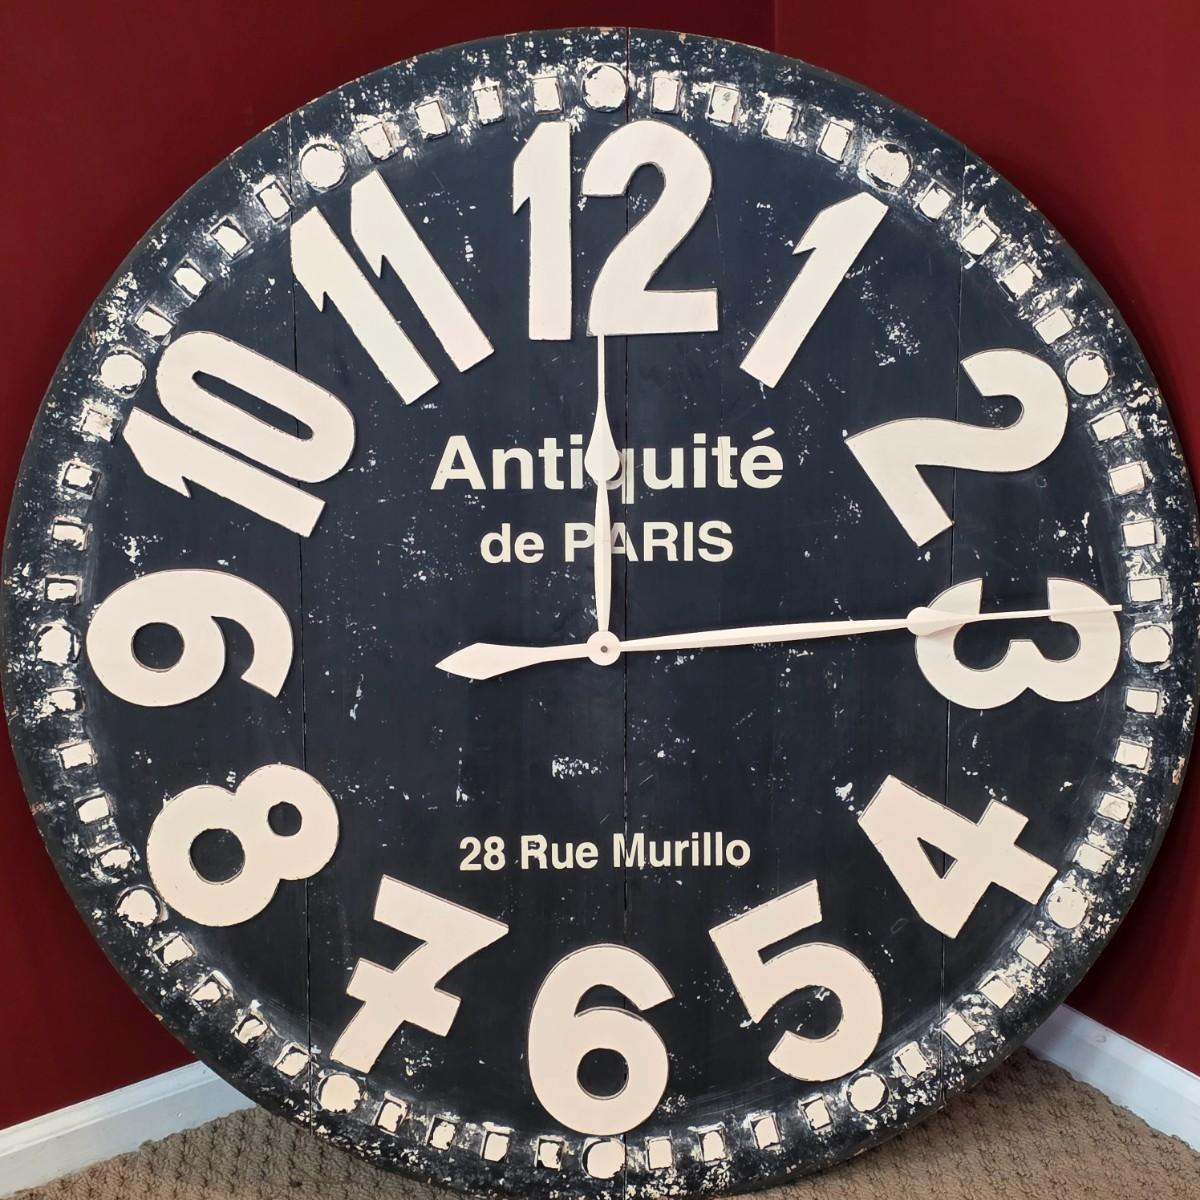 12
11 1
10 2
Antiquité
de PARIS
9 3
8 4
28 Rue Murillo
7 5
6